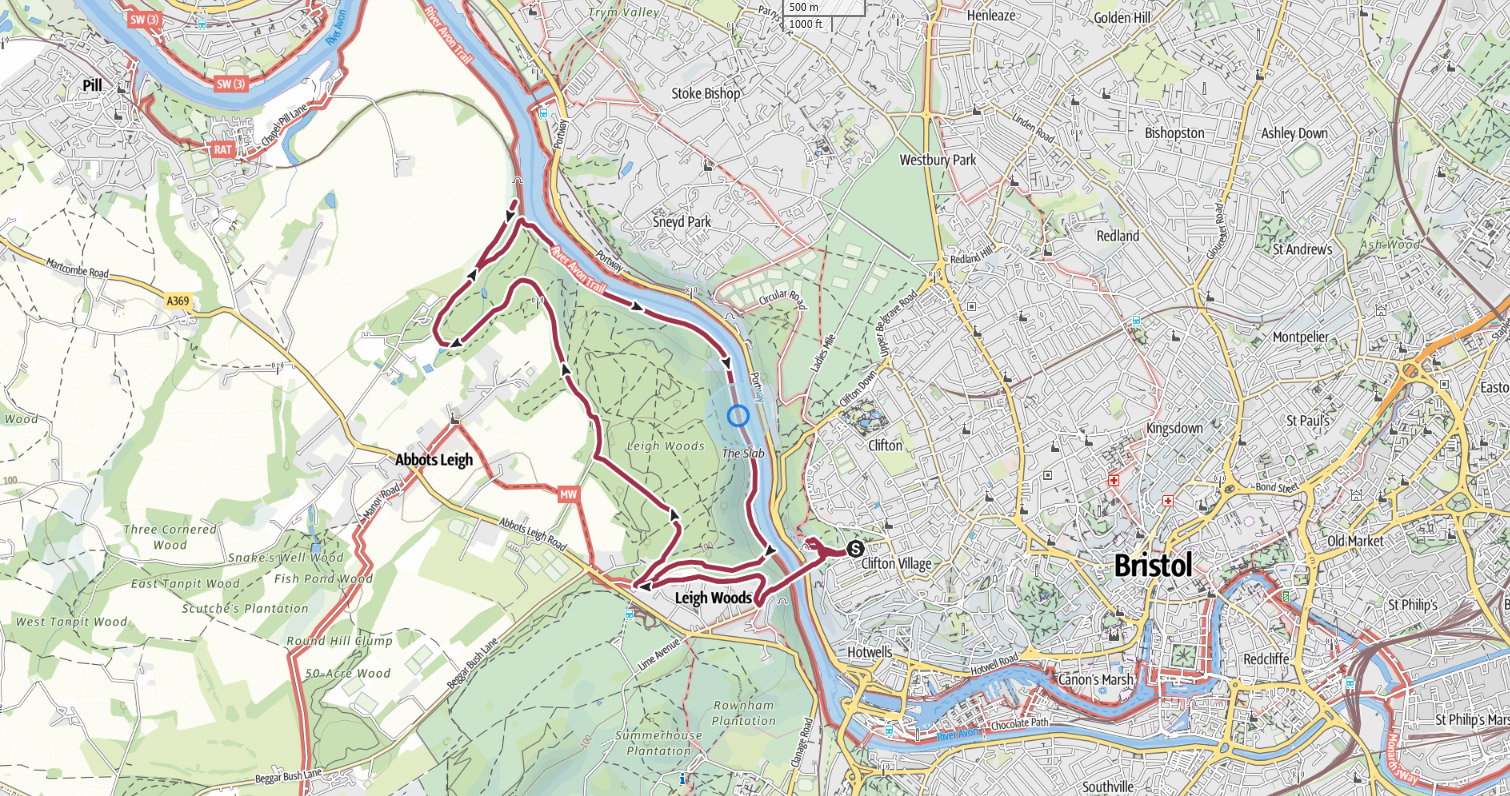 500 m
1000 ft
SW (3)
River Avon
River Avon Trail
Trym Valley
Henleaze
Golden Hill
Pill
SW (3)
Stoke Bishop
Chapel Pill Lane
RAT
Portway
Linden Road
Bishopston
Ashley Down
Westbury Park
Sneyd Park
Gloucester Road
Redland
St Andrew's
Ash Wood
Redland Hill
Martcombe Road
A369
River Avon Trail
Portway
Circular Road
Upper Belgrave Road
Ladies Mile
Montpelier
Portway
Clifton Down
Easto
Wood
Leigh Woods
The Slab
Clifton
Kingsdown
St Paul's
Abbots Leigh
100
Manor Road
MW
Bond Street
Abbots Leigh Road
Three Cornered
Wood
Snake's Well Wood
Old Market
S
Clifton Village
Bristol
East Tanpit Wood
Fish Pond Wood
Leigh Woods
Scutche's Plantation
St Philip's
West Tanpit Wood
Round Hill Clump
Lime Avenue
Hotwells
Hotwell Road
Redcliffe
50-Acre Wood
Beggar Bush Lane
Canon's Marsh
Rownham
Plantation
Chocolate Path
St Philip's Mars
River Avon
100
Summerhouse
Plantation
Clanage Road
Monarch's Way
Beggar Bush Lane
Southville